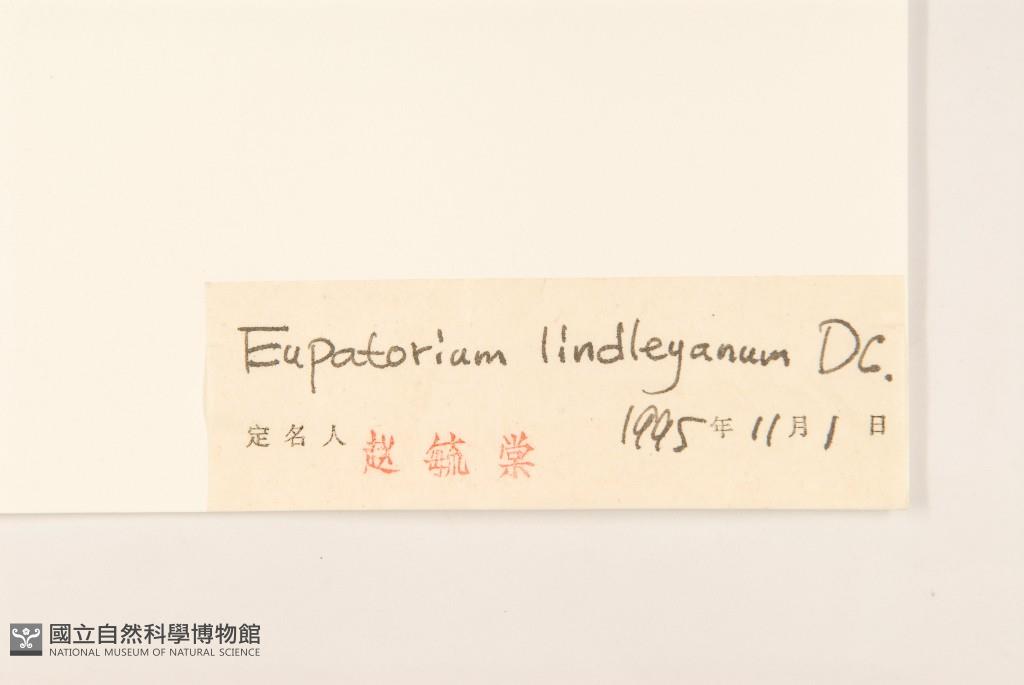 Eupatorium lindleyanum DC.
定名人 赵毓棠 1995年11月1日
國立自然科學博物館
NATIONAL MUSEUM OF NATURAL SCIENCE